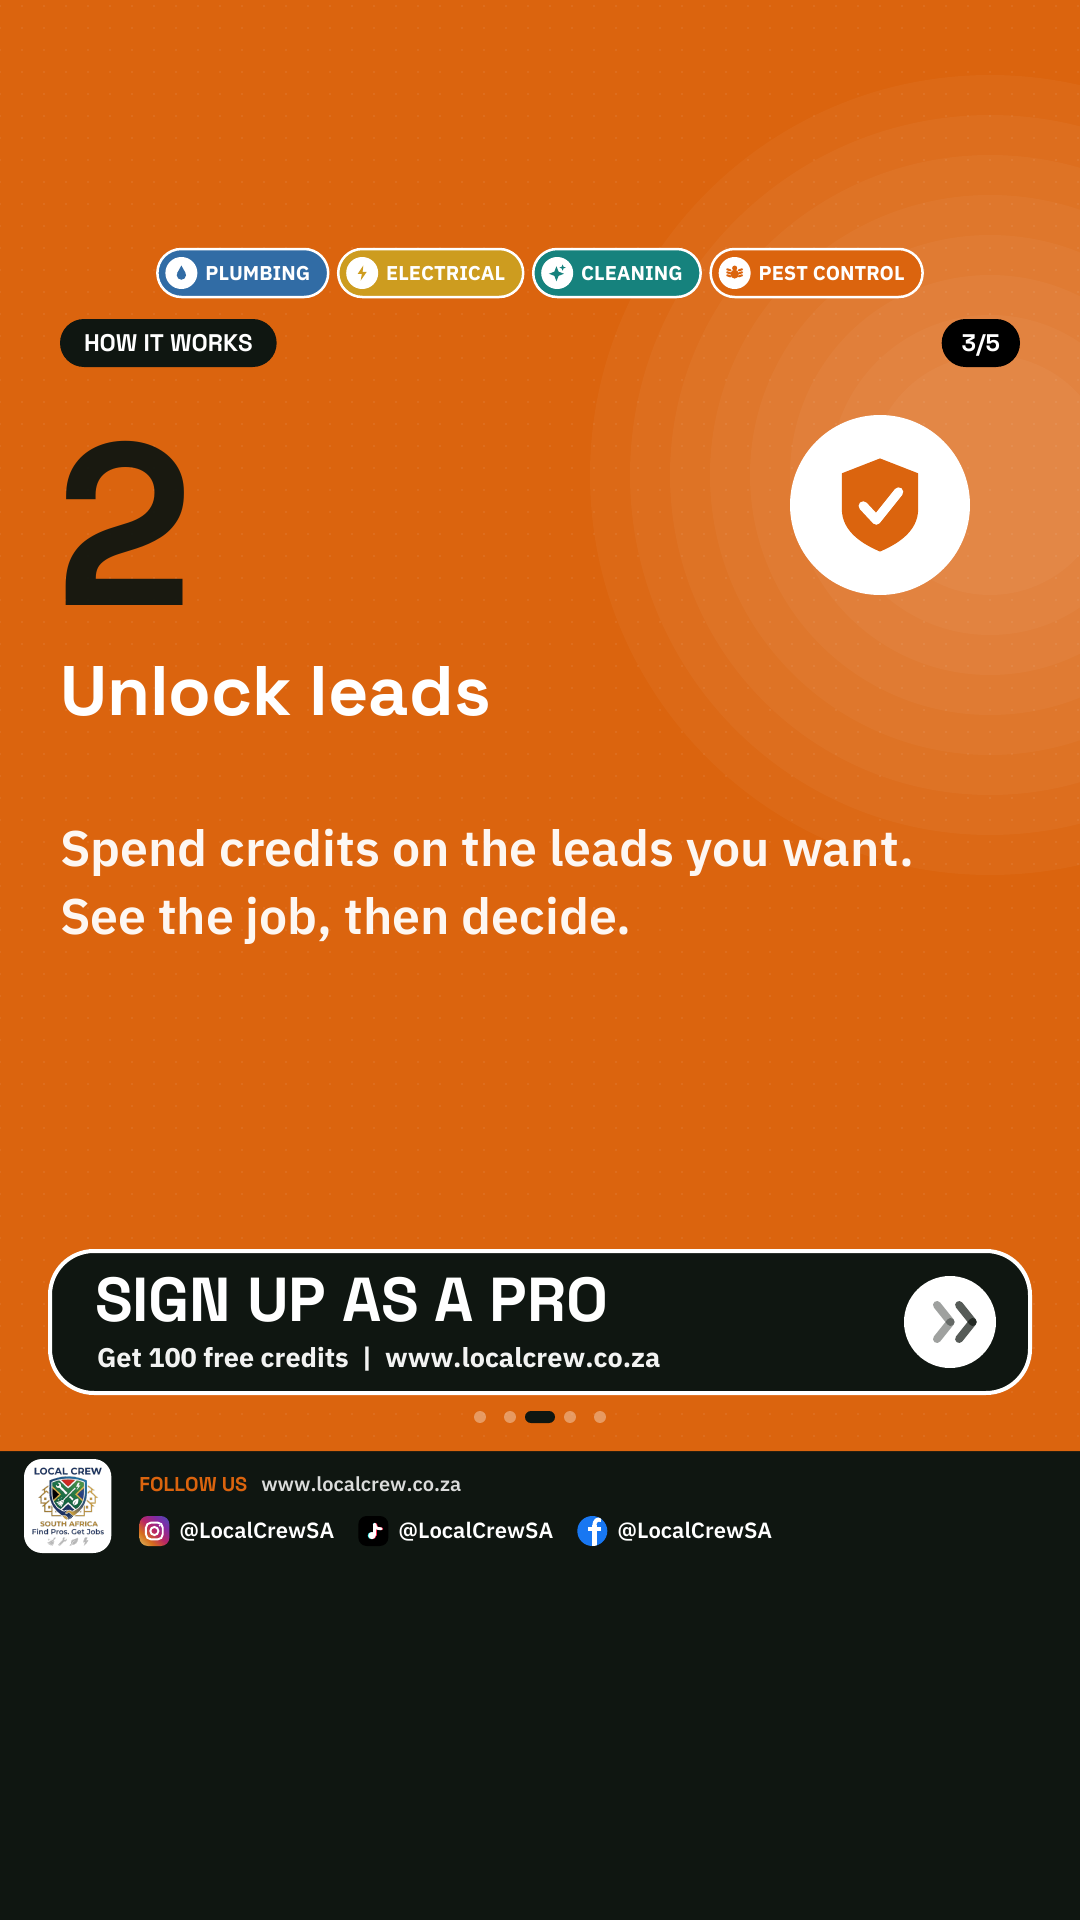 PLUMBING ELECTRICAL CLEANING PEST CONTROL
HOW IT WORKS 3/5
2
Unlock leads
Spend credits on the leads you want.
See the job, then decide.
SIGN UP AS A PRO
Get 100 free credits | www.localcrew.co.za
LOCAL CREW
SOUTH AFRICA
Find Pros. Get Jobs
FOLLOW US www.localcrew.co.za
@LocalCrewSA @LocalCrewSA @LocalCrewSA